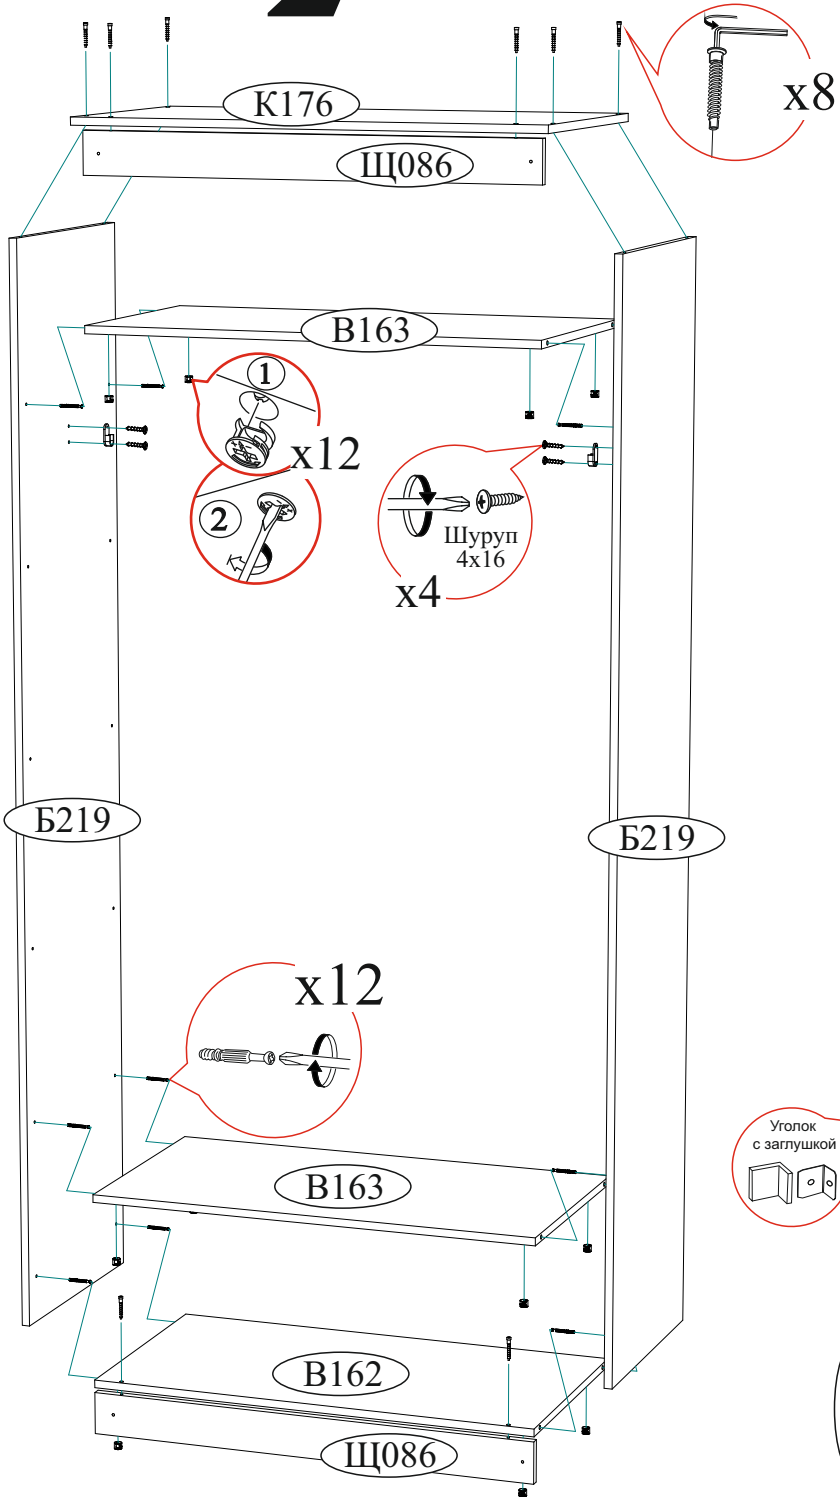 К176
x8
Щ086
В163
1
x12
2
Шуруп
4x16
x4
Б219
Б219
x12
Уголок
с заглушкой
В163
В162
Щ086